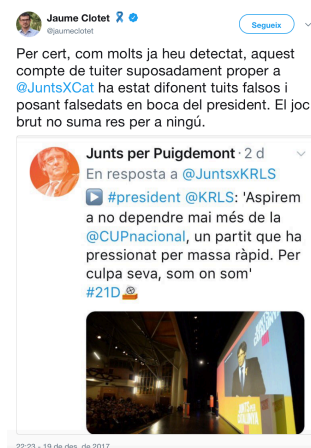 Jaume Clotet
@jaumeclotet
Segueix
Per cert, com molts ja heu detectat, aquest
compte de tuiter suposadament proper a
@JuntsXCat ha estat difonent tuits falsos i
posant falsedats en boca del president. El joc
brut no suma res per a ningú.
Junts per Puigdemont · 2 d
En resposta a @JuntsxKRLS
#president @KRLS: 'Aspirem
a no dependre mai més de la
@CUPnacional, un partit que ha
pressionat per massa ràpid. Per
culpa seva, som on som'
#21D
22:23 - 19 de des. de 2017